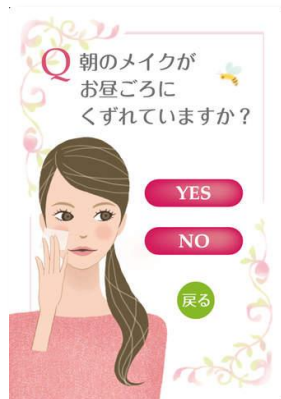 Q 朝のメイクが
お昼ごろに
くずれていますか？
YES
NO
戻る